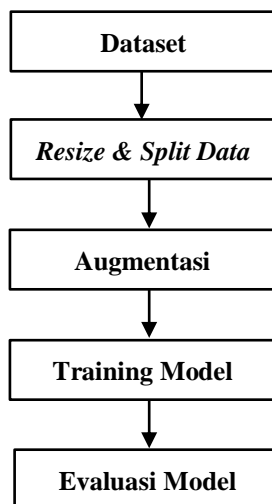 Dataset
Resize & Split Data
Augmentasi
Training Model
Evaluasi Model